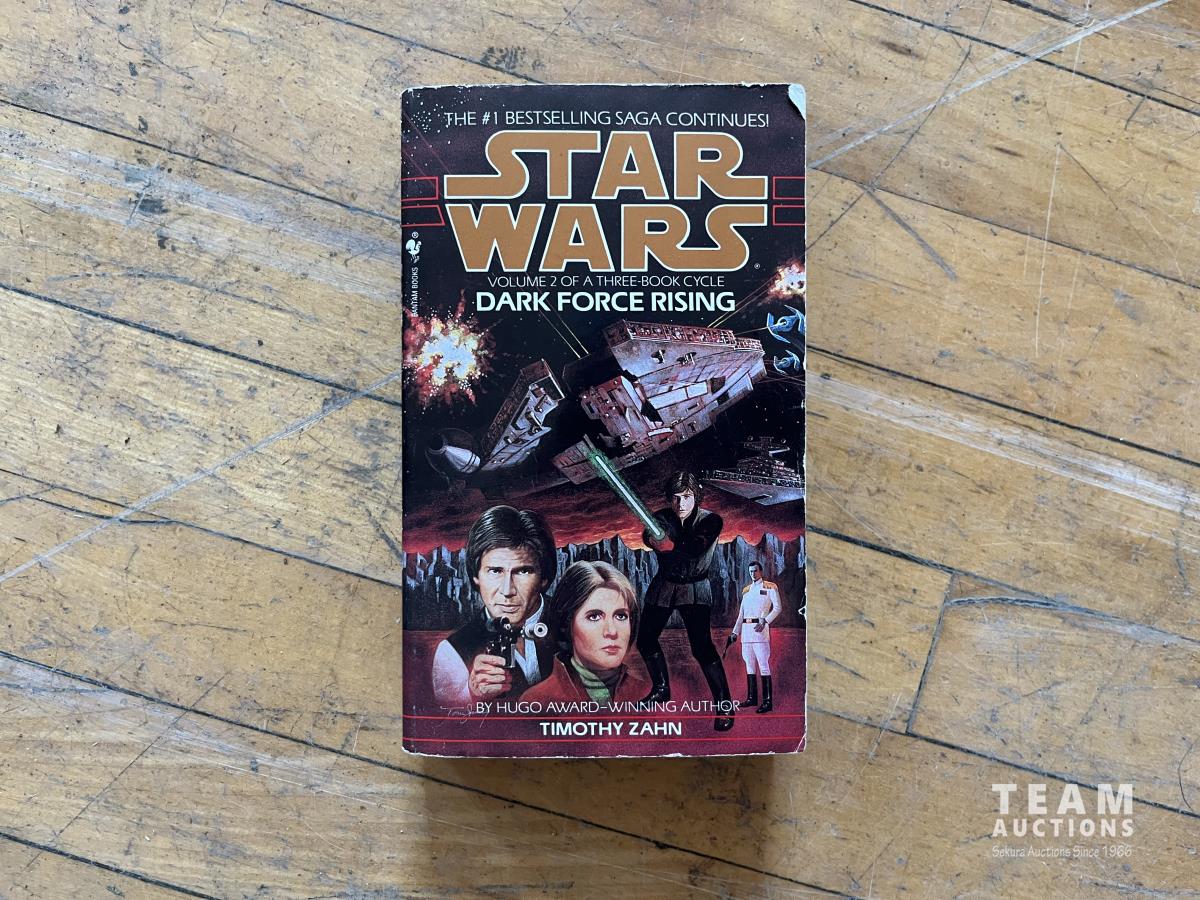 THE #1 BESTSELLING SAGA CONTINUES!
STAR
WARS®
BANTAM BOOKS
VOLUME 2 OF A THREE-BOOK CYCLE
DARK FORCE RISING
BY HUGO AWARD-WINNING AUTHOR
TIMOTHY ZAHN
TEAM
AUCTIONS
Sekura Auctions Since 1966